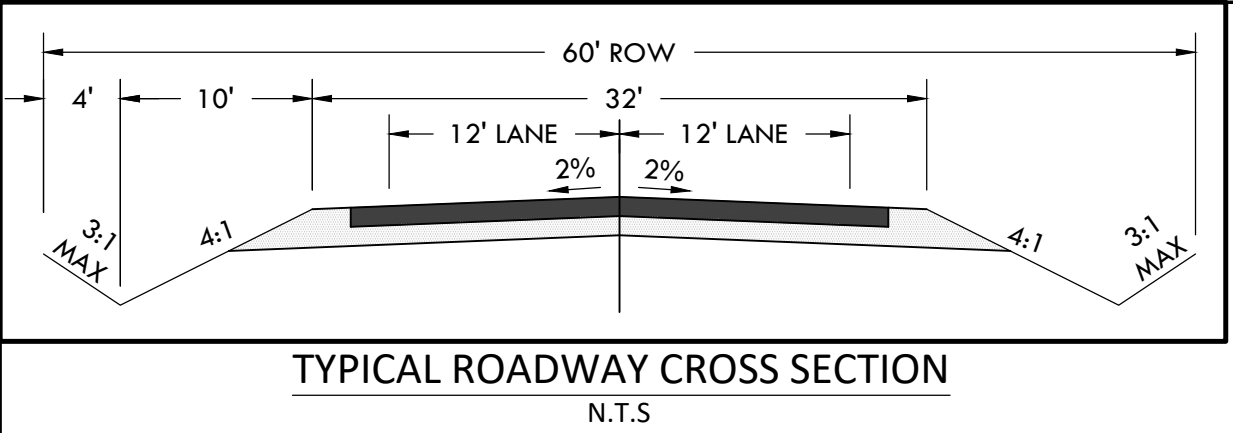 60' ROW
4'
10'
32'
12' LANE
12' LANE
2%
2%
3:1
MAX
4:1
4:1
3:1
MAX
TYPICAL ROADWAY CROSS SECTION
N.T.S